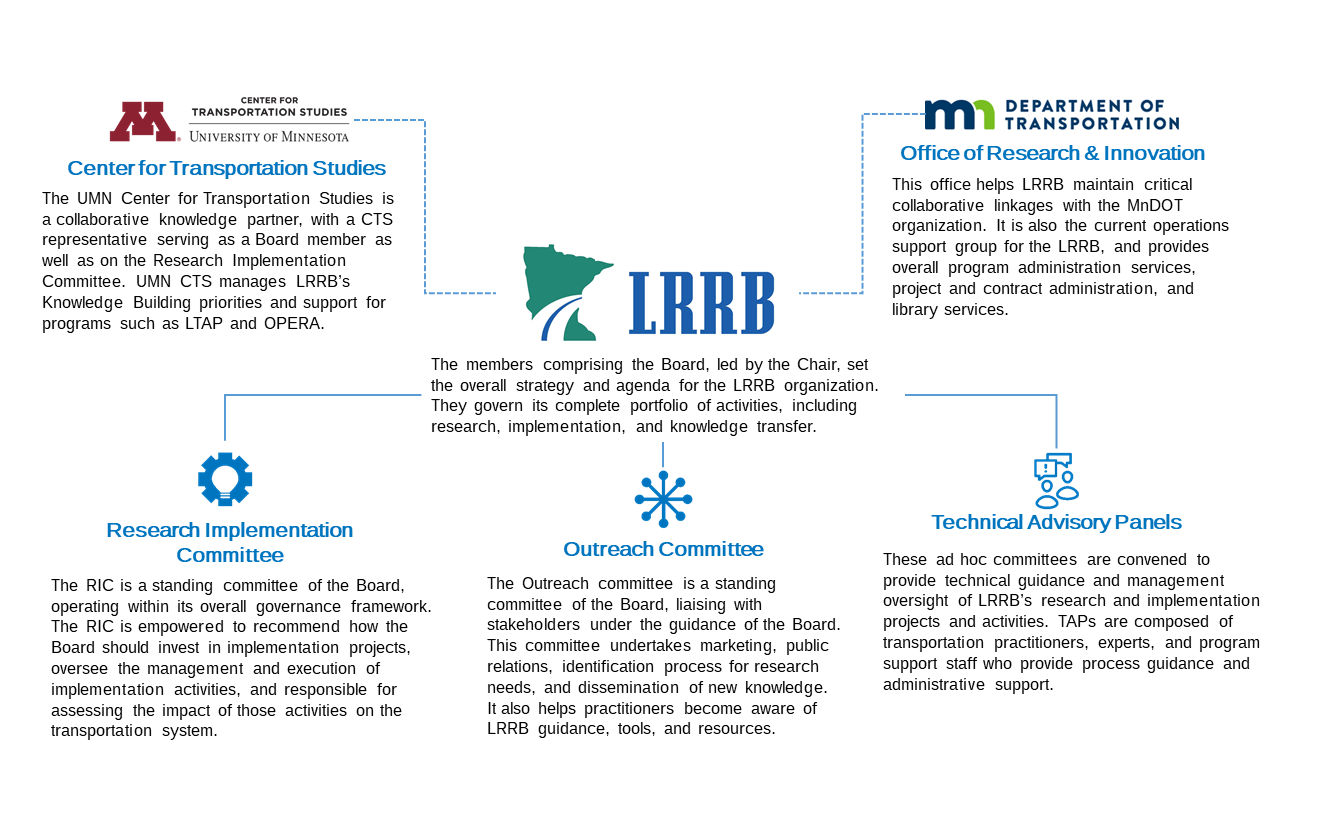 CENTER FOR
TRANSPORTATION STUDIES
UNIVERSITY OF MINNESOTA
Center for Transportation Studies
The UMN Center for Transportation Studies is
a collaborative knowledge partner, with a CTS
representative serving as a Board member as
well as on the Research Implementation
Committee. UMN CTS manages LRRB's
Knowledge Building priorities and support for
programs such as LTAP and OPERA.
mn DEPARTMENT OF
TRANSPORTATION
Office of Research & Innovation
This office helps LRRB maintain critical
collaborative linkages with the MnDOT
organization. It is also the current operations
support group for the LRRB, and provides
overall program administration services,
project and contract administration, and
library services.
LRRB
The members comprising the Board, led by the Chair, set
the overall strategy and agenda for the LRRB organization.
They govern its complete portfolio of activities, including
research, implementation, and knowledge transfer.
Research Implementation
Committee
The RIC is a standing committee of the Board,
operating within its overall governance framework.
The RIC is empowered to recommend how the
Board should invest in implementation projects,
oversee the management and execution of
implementation activities, and responsible for
assessing the impact of those activities on the
transportation system.
Outreach Committee
The Outreach committee is a standing
committee of the Board, liaising with
stakeholders under the guidance of the Board.
This committee undertakes marketing, public
relations, identification process for research
needs, and dissemination of new knowledge.
It also helps practitioners become aware of
LRRB guidance, tools, and resources.
Technical Advisory Panels
These ad hoc committees are convened to
provide technical guidance and management
oversight of LRRB's research and implementation
projects and activities. TAPs are composed of
transportation practitioners, experts, and program
support staff who provide process guidance and
administrative support.